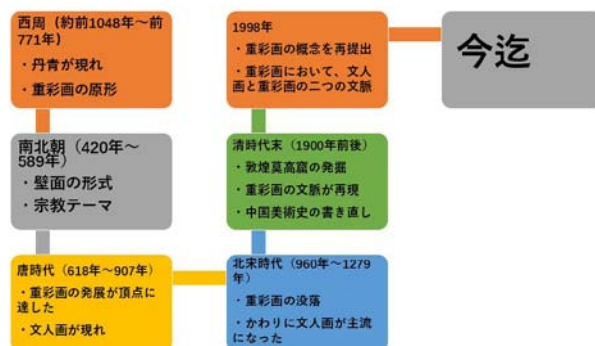 西周（約前1048年～前
771年）
・丹青が現れ
・重彩画の原形
南北朝（420年～
589年）
・壁面の形式
・宗教テーマ
唐時代（618年～907年）
・重彩画の発展が頂点に
達した
・文人画が現れ
北宋時代（960年～1279
年）
・重彩画の没落
・かわりに文人画が主流
になった
清時代末（1900年前後）
・敦煌莫高窟の発掘
・重彩画の文脈が再現
・中国美術史の書き直し
1998年
・重彩画の概念を再提出
・重彩画において、文人
画と重彩画の二つの文脈
今迄